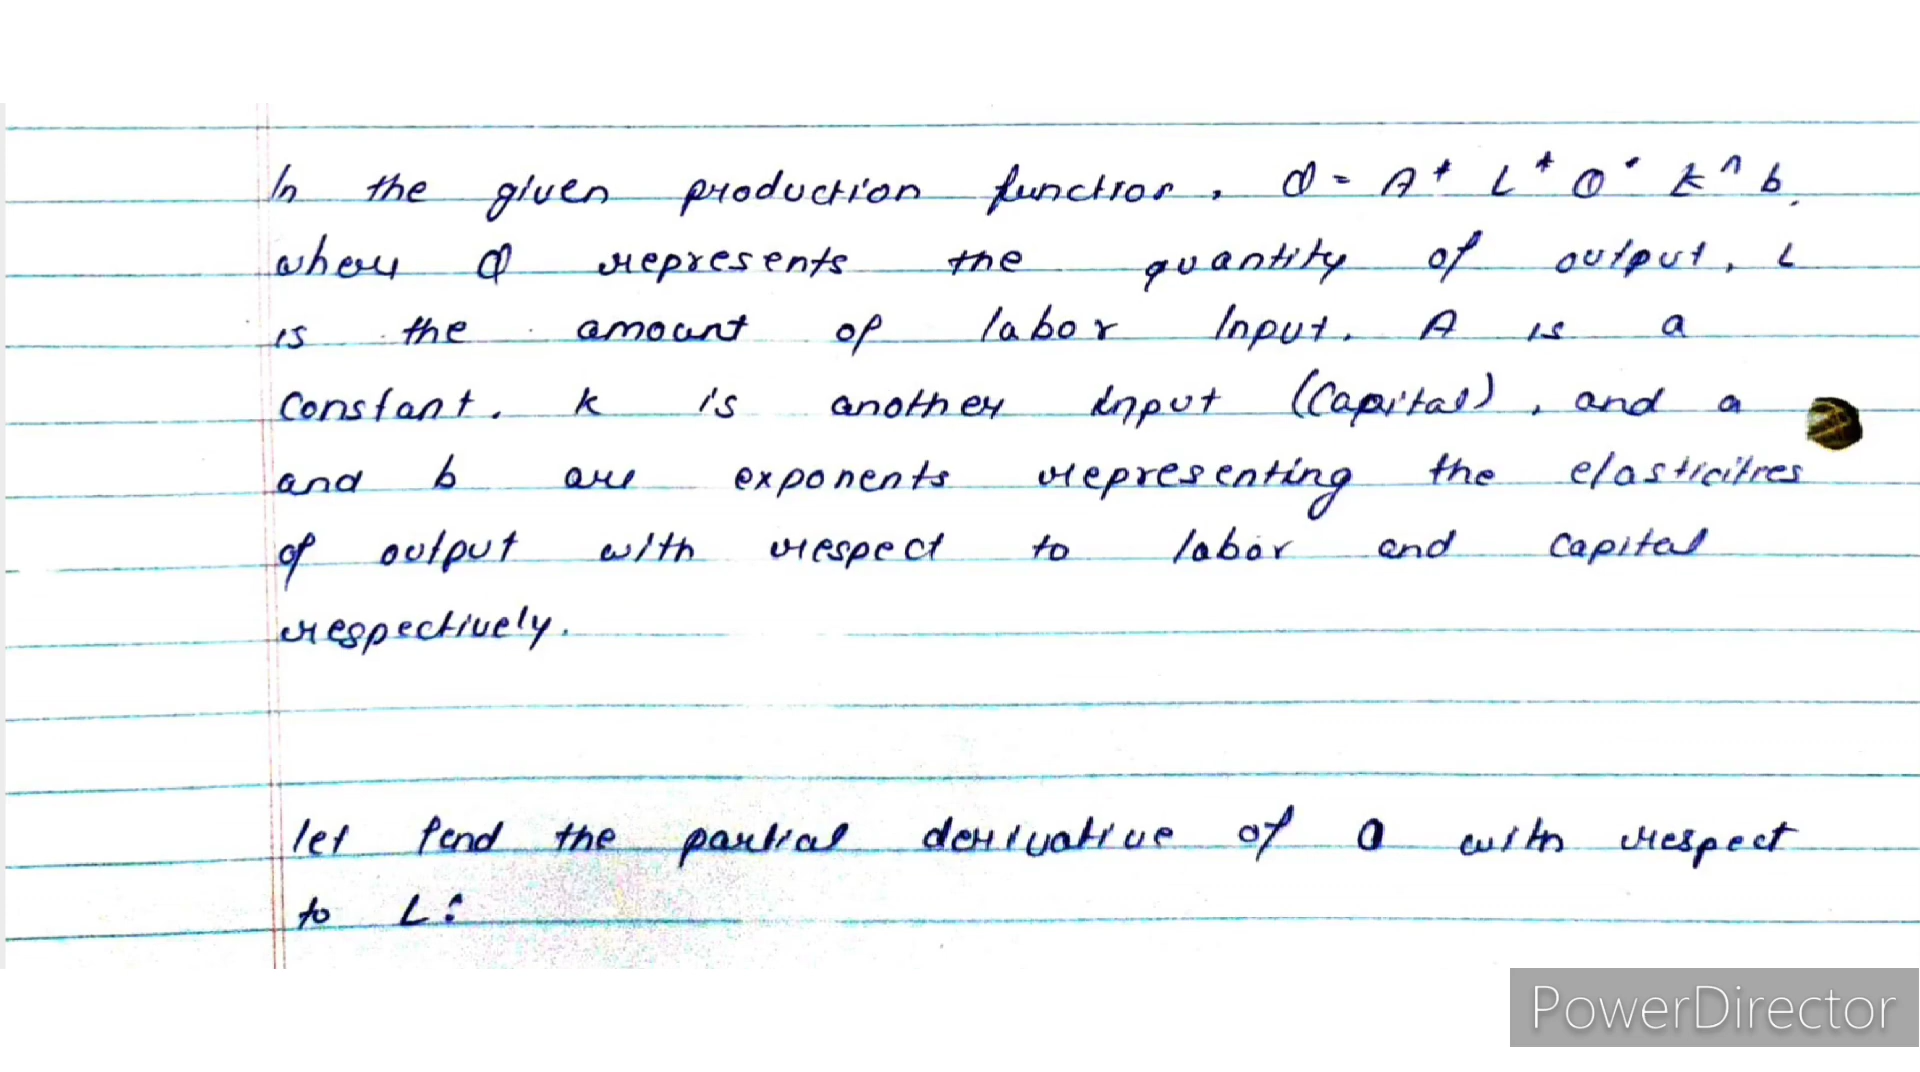 In the given production function, Q = A* L* O* K^b,
where Q represents the quantity of output, L
is the amount of labor Input. A is a
Constant. K is another input (Capital), and a
and b are exponents representing the elasticities
of output with respect to labor and capital
respectively.
let find the partial derivative of Q with respect
to L:
PowerDirector